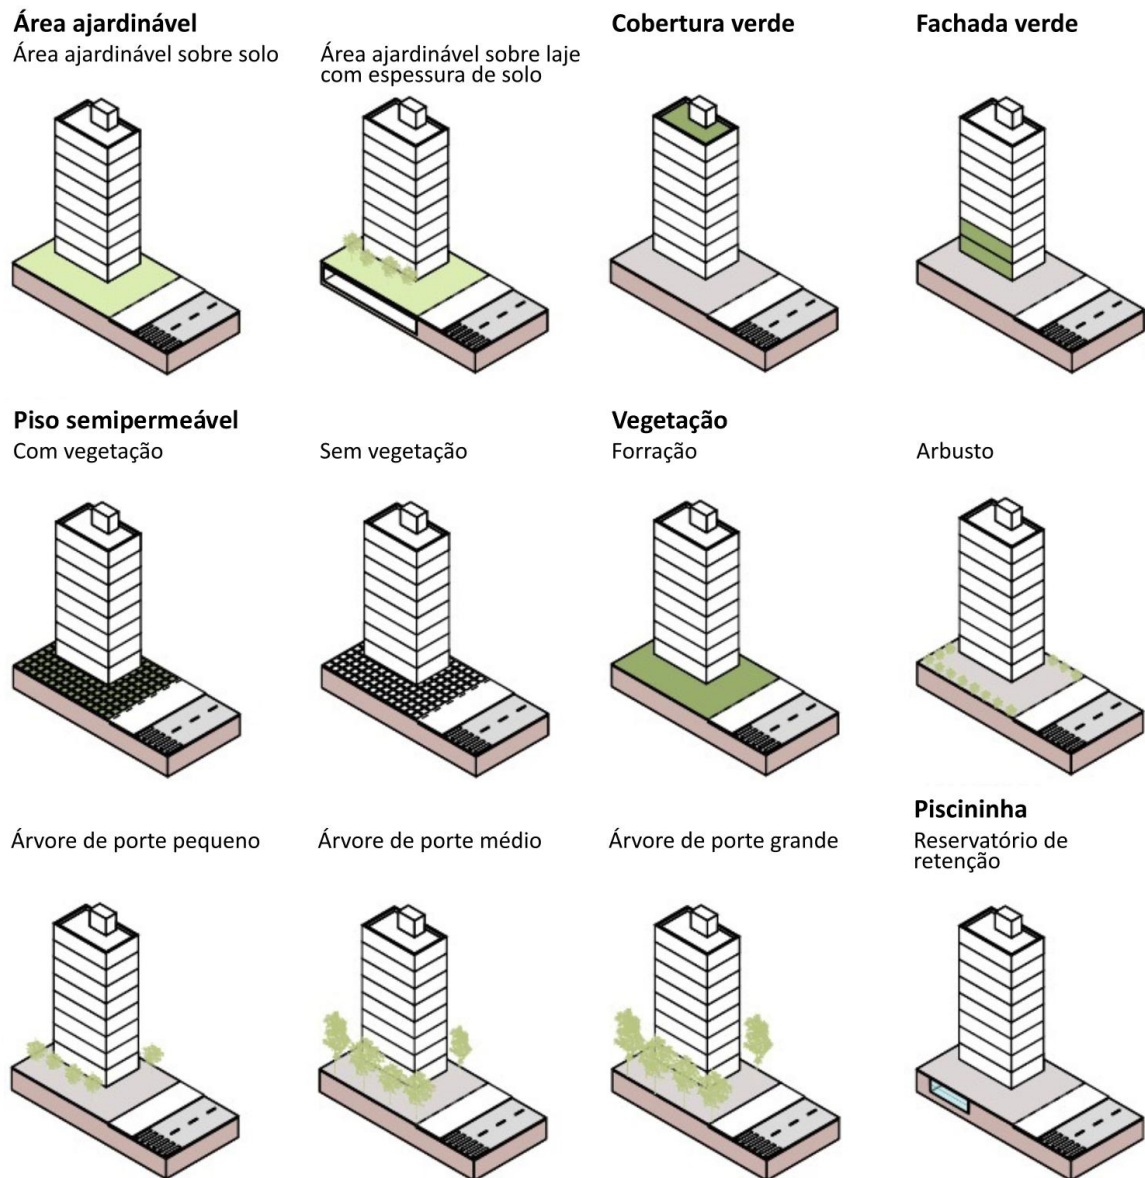 Área ajardinável
Área ajardinável sobre solo
Área ajardinável sobre laje
com espessura de solo
Cobertura verde
Fachada verde
Piso semipermeável
Com vegetação
Sem vegetação
Vegetação
Forração
Arbusto
Árvore de porte pequeno
Árvore de porte médio
Árvore de porte grande
Piscininha
Reservatório de
retenção